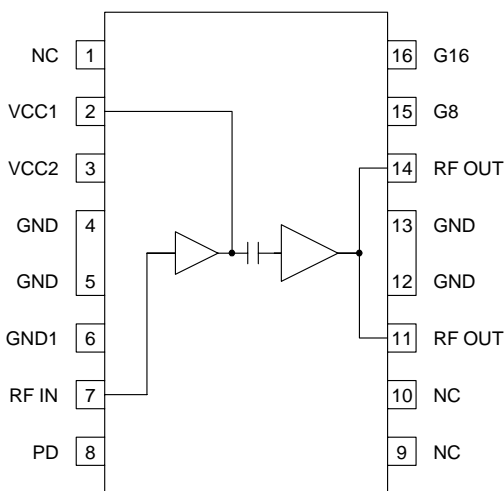 NC 1 16 G16
VCC1 2 15 G8
VCC2 3 14 RF OUT
GND 4 13 GND
GND 5 12 GND
GND1 6 11 RF OUT
RF IN 7 10 NC
PD 8 9 NC